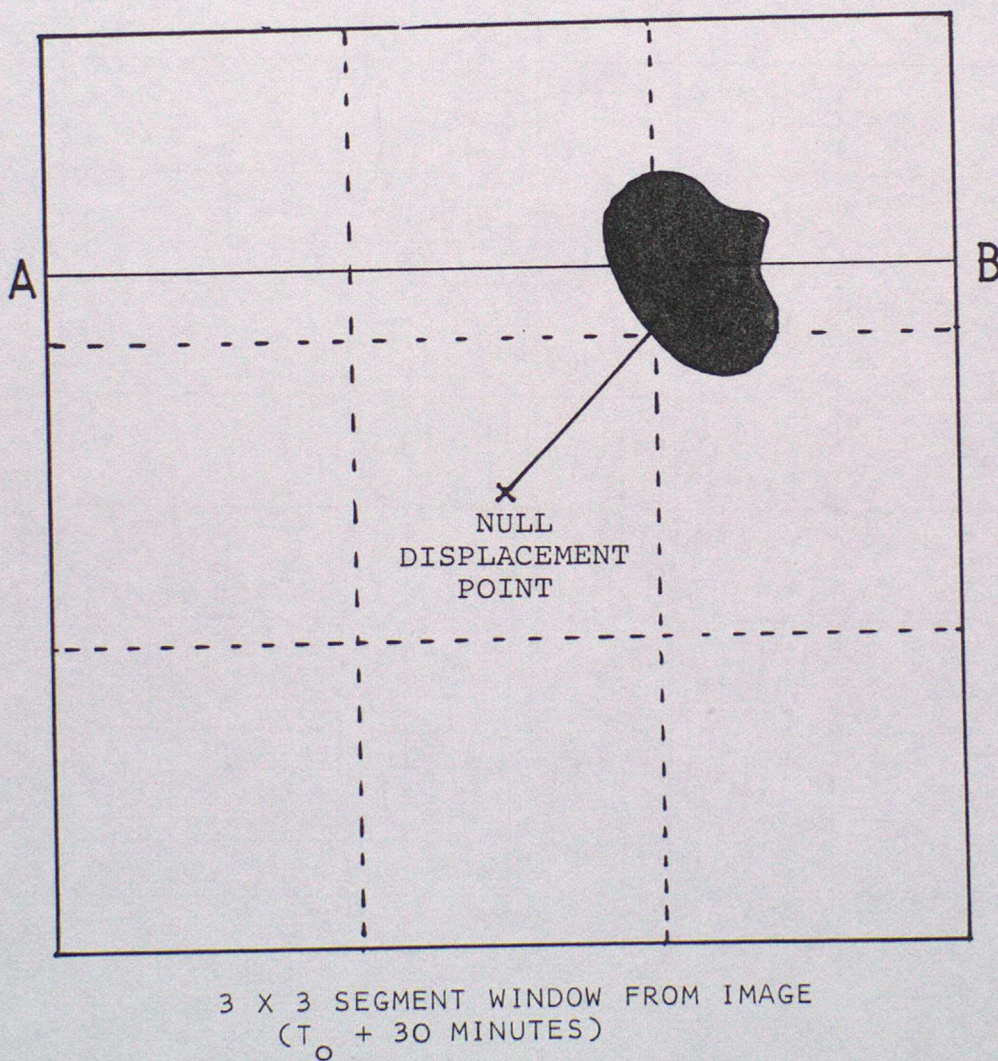 A B
NULL
DISPLACEMENT
POINT
3 X 3 SEGMENT WINDOW FROM IMAGE
(T₀ + 30 MINUTES)